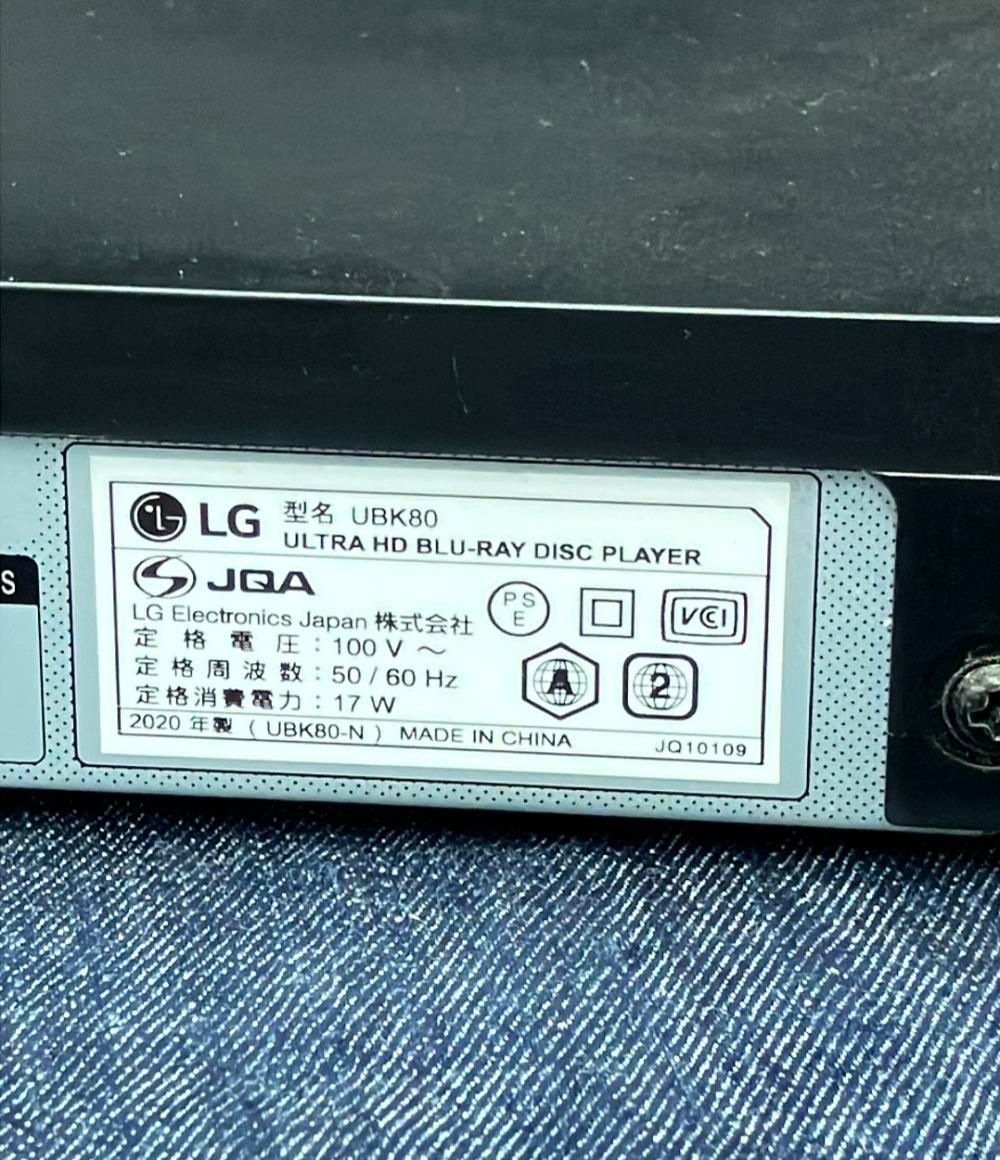 S
LG 型名 UBK80
ULTRA HD BLU-RAY DISC PLAYER
JQA
LG Electronics Japan 株式会社
定格電圧：100 V ～
定格周波数：50 / 60 Hz
定格消費電力：17 W
PS
E
VCI
A
2
2020 年製 ( UBK80-N ) MADE IN CHINA
JQ10109